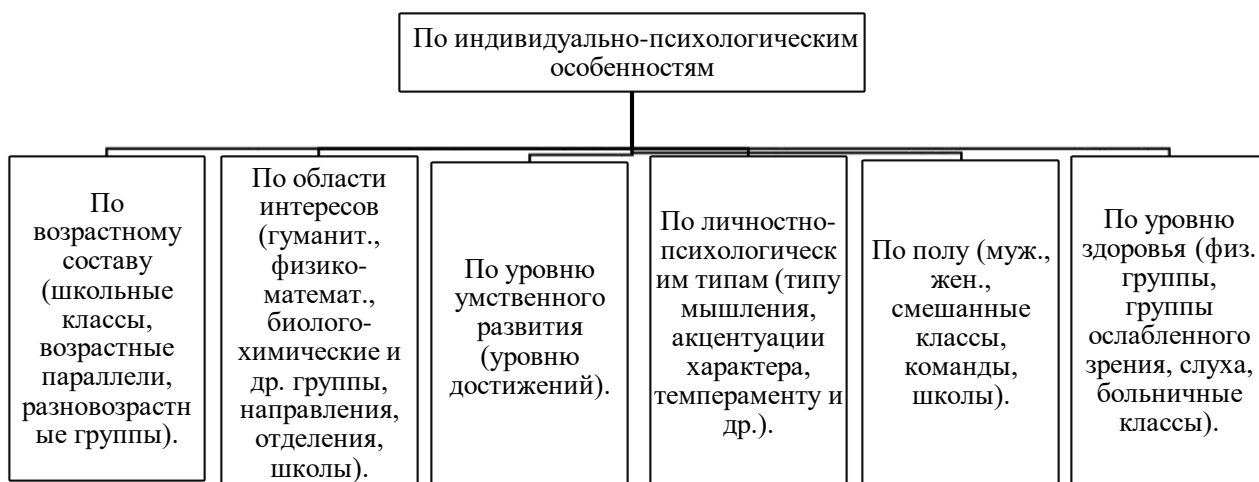 По индивидуально-психологическим
особенностям
По
возрастному
составу
(школьные
классы,
возрастные
параллели,
разновозрастн
ые группы).
По области
интересов
(гуманит.,
физико-
математ.,
биолого-
химические и
др. группы,
направления,
отделения,
школы).
По уровню
умственного
развития
(уровню
достижений).
По личностно-
психологическ
им типам (типу
мышления,
акцентуации
характера,
темпераменту и
др.).
По полу (муж.,
жен.,
смешанные
классы,
команды,
школы).
По уровню
здоровья (физ.
группы,
группы
ослабленного
зрения, слуха,
больничные
классы).